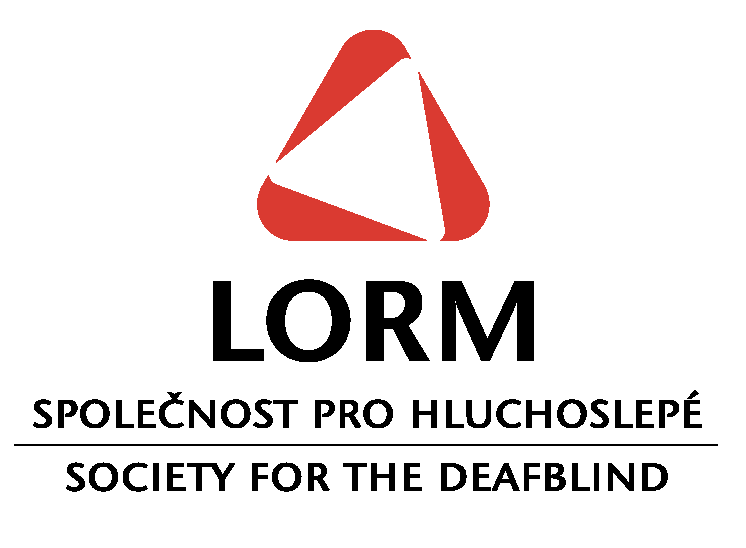 LORM
SPOLEČNOST PRO HLUCHOSLEPÉ
SOCIETY FOR THE DEAFBLIND